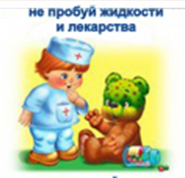 не пробуй жидкости
и лекарства